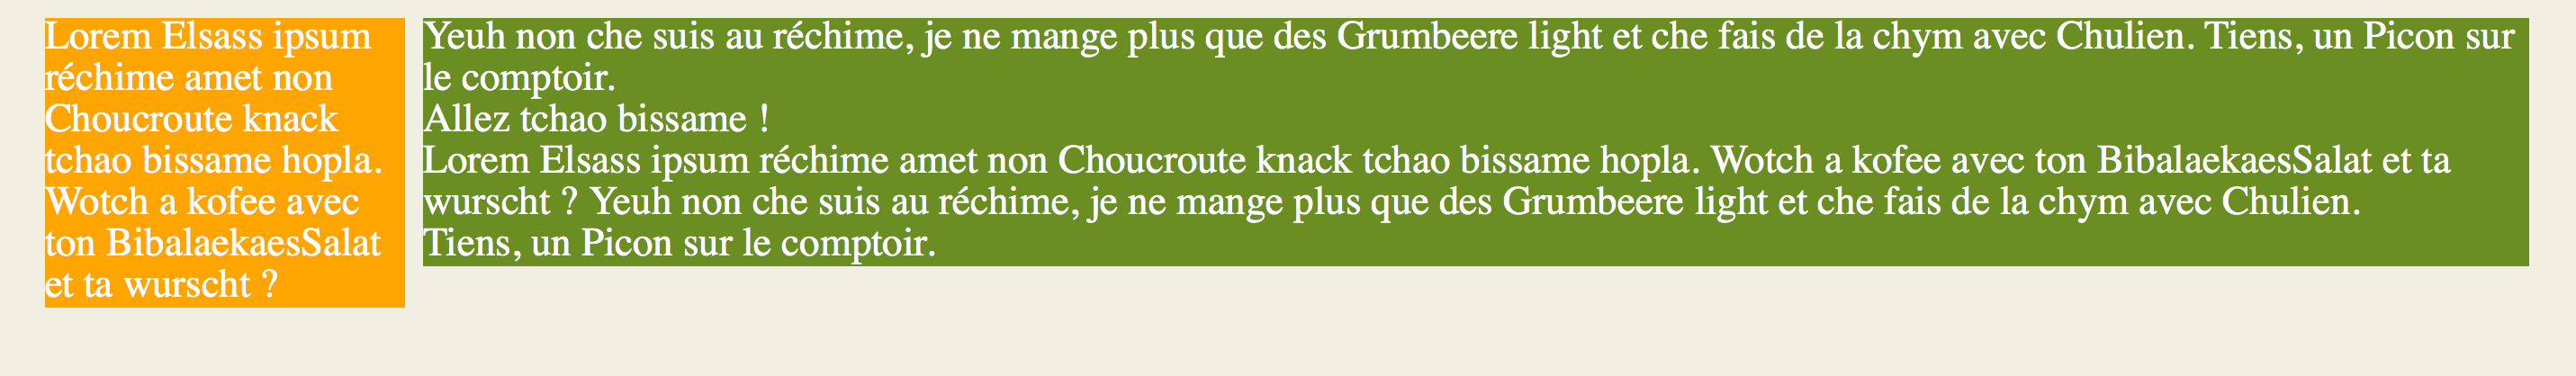 Lorem Elsass ipsum
réchime amet non
Choucroute knack
tchao bissame hopla.
Wotch a kofee avec
ton BibalaekaesSalat
et ta wurscht ?
Yeuh non che suis au réchime, je ne mange plus que des Grumbeere light et che fais de la chym avec Chulien. Tiens, un Picon sur
le comptoir.
Allez tchao bissame !
Lorem Elsass ipsum réchime amet non Choucroute knack tchao bissame hopla. Wotch a kofee avec ton BibalaekaesSalat et ta
wurscht ? Yeuh non che suis au réchime, je ne mange plus que des Grumbeere light et che fais de la chym avec Chulien.
Tiens, un Picon sur le comptoir.